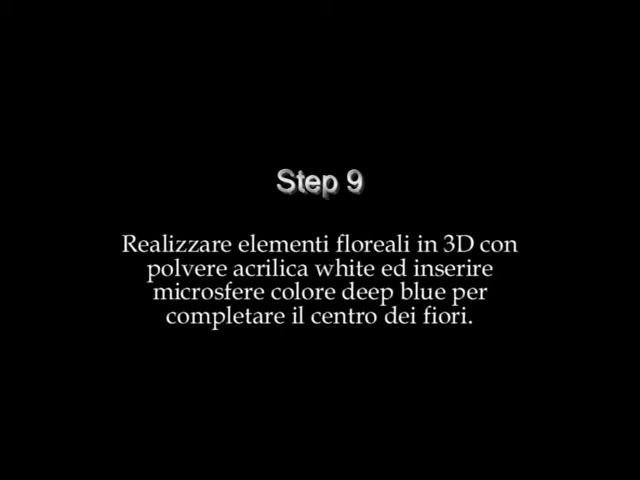 Step 9
Realizzare elementi floreali in 3D con
polvere acrilica white ed inserire
microsfere colore deep blue per
completare il centro dei fiori.